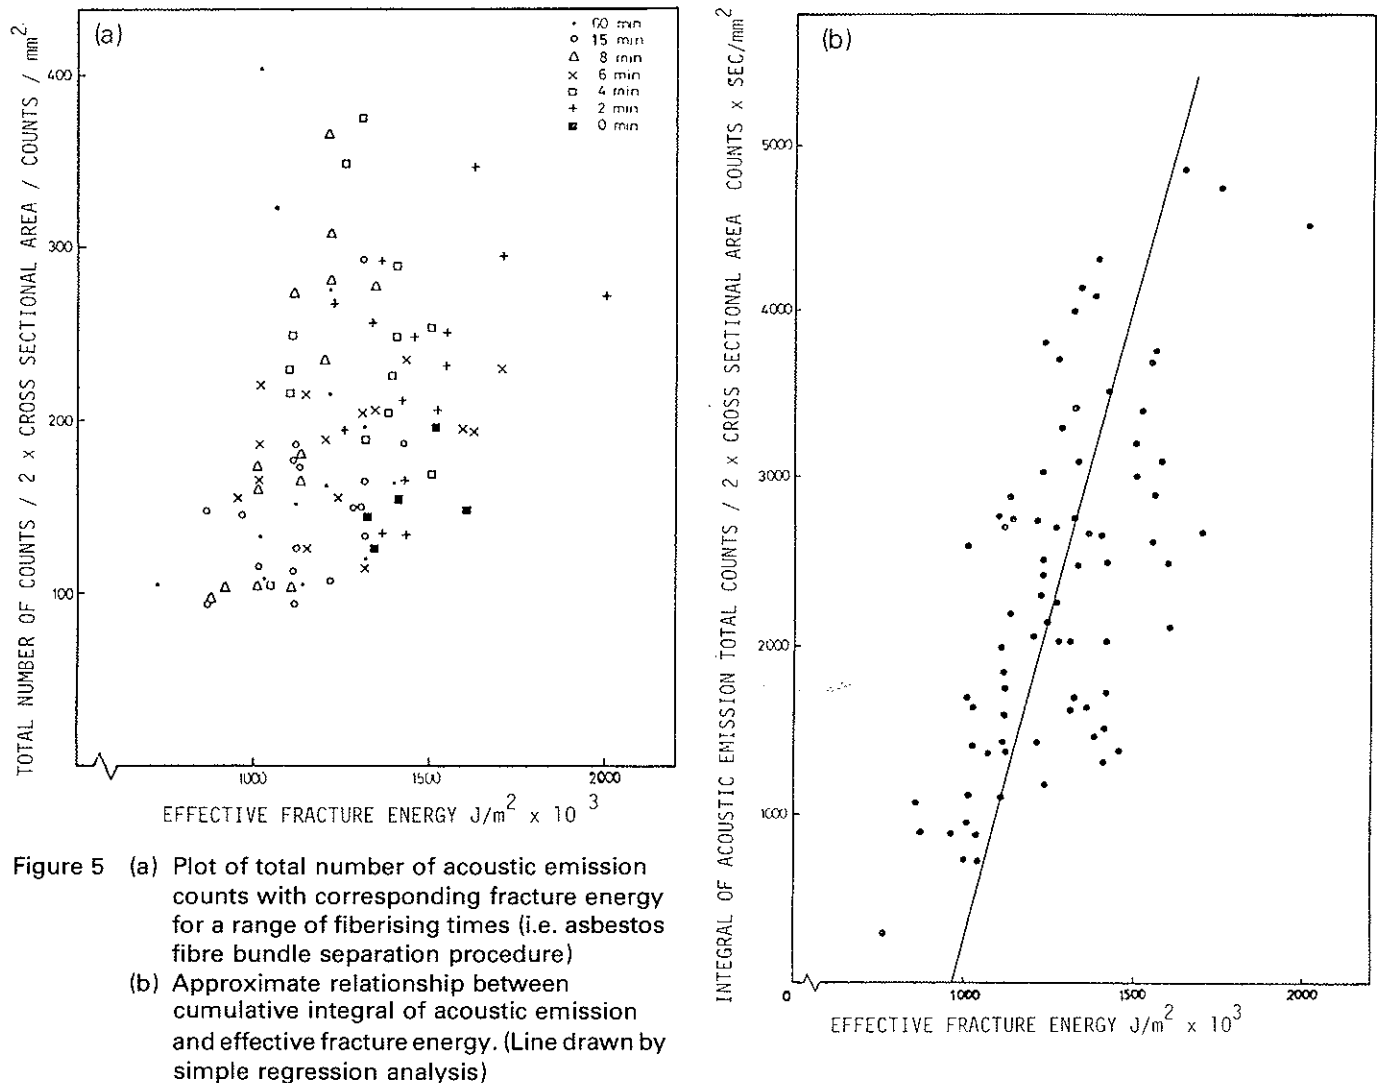 TOTAL NUMBER OF COUNTS / 2 x CROSS SECTIONAL AREA / COUNTS / mm2
(a)
60 min
15 min
8 min
6 min
4 min
2 min
0 min
400
300
200
100
1000
1500
2000
EFFECTIVE FRACTURE ENERGY J/m2 x 10 3
INTEGRAL OF ACOUSTIC EMISSION TOTAL COUNTS / 2 x CROSS SECTIONAL AREA COUNTS x SEC/mm2
(b)
5000
4000
3000
2000
1000
0
1000
1500
2000
EFFECTIVE FRACTURE ENERGY J/m2 x 10 3
Figure 5 (a) Plot of total number of acoustic emission
counts with corresponding fracture energy
for a range of fiberising times (i.e. asbestos
fibre bundle separation procedure)
(b) Approximate relationship between
cumulative integral of acoustic emission
and effective fracture energy. (Line drawn by
simple regression analysis)